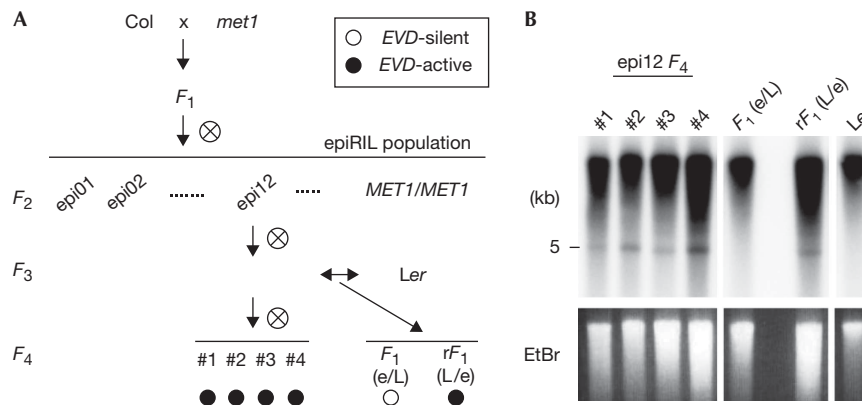 A
Col x met1
EVD-silent
EVD-active
F1
epiRIL population
F2 epi01 epi02 epi12 MET1/MET1
F3 Ler
F4 #1 #2 #3 #4 F1 (e/L) rF1 (L/e)
B
epi12 F4
#1 #2 #3 #4 F1 (e/L) rF1 (L/e) Ler
(kb)
5 –
EtBr